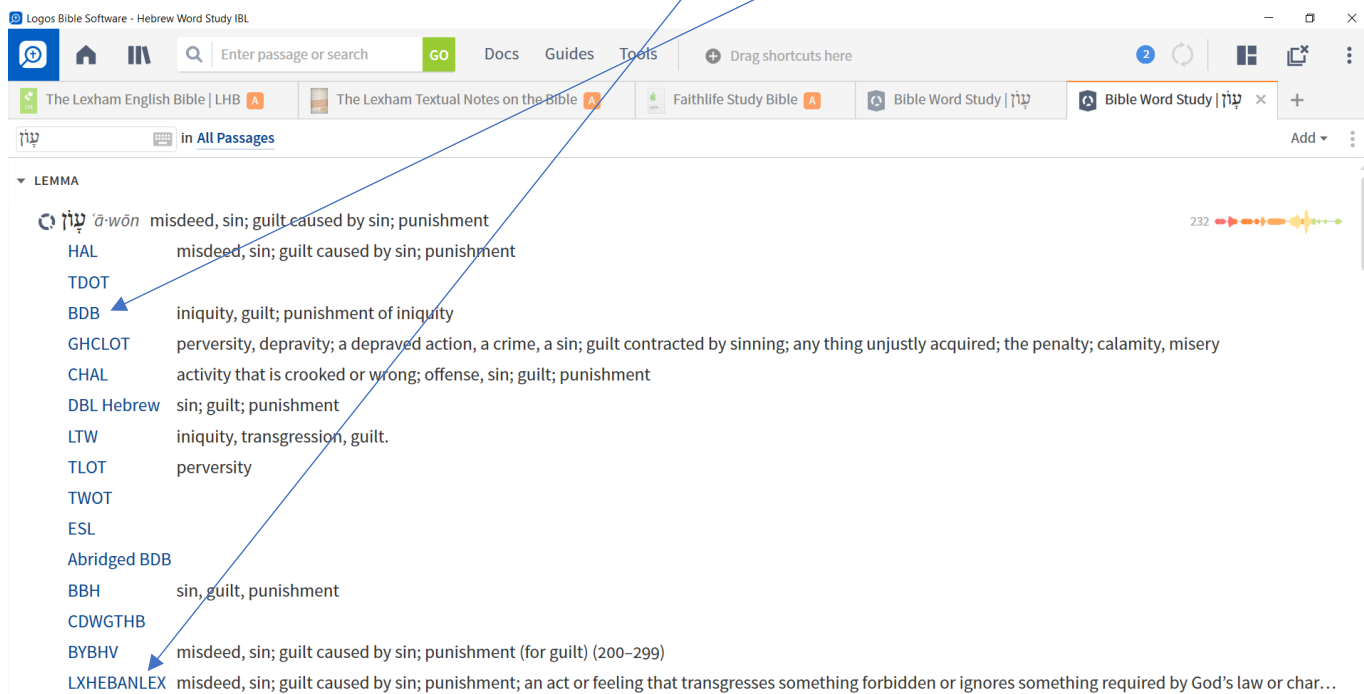 Logos Bible Software - Hebrew Word Study IBL
Enter passage or search GO Docs Guides Tools Drag shortcuts here 2
The Lexham English Bible | LHB A The Lexham Textual Notes on the Bible A Faithlife Study Bible A Bible Word Study | עָוֹן Bible Word Study | עָוֹן
עָוֹן in All Passages Add
LEMMA
עָוֹן ʿā·wōn misdeed, sin; guilt caused by sin; punishment 232
HAL misdeed, sin; guilt caused by sin; punishment
TDOT
BDB iniquity, guilt; punishment of iniquity
GHCLOT perversity, depravity; a depraved action, a crime, a sin; guilt contracted by sinning; any thing unjustly acquired; the penalty; calamity, misery
CHAL activity that is crooked or wrong; offense, sin; guilt; punishment
DBL Hebrew sin; guilt; punishment
LTW iniquity, transgression, guilt.
TLOT perversity
TWOT
ESL
Abridged BDB
BBH sin, guilt, punishment
CDWGTHB
BYBHV misdeed, sin; guilt caused by sin; punishment (for guilt) (200–299)
LXHEBANLEX misdeed, sin; guilt caused by sin; punishment; an act or feeling that transgresses something forbidden or ignores something required by God’s law or char…